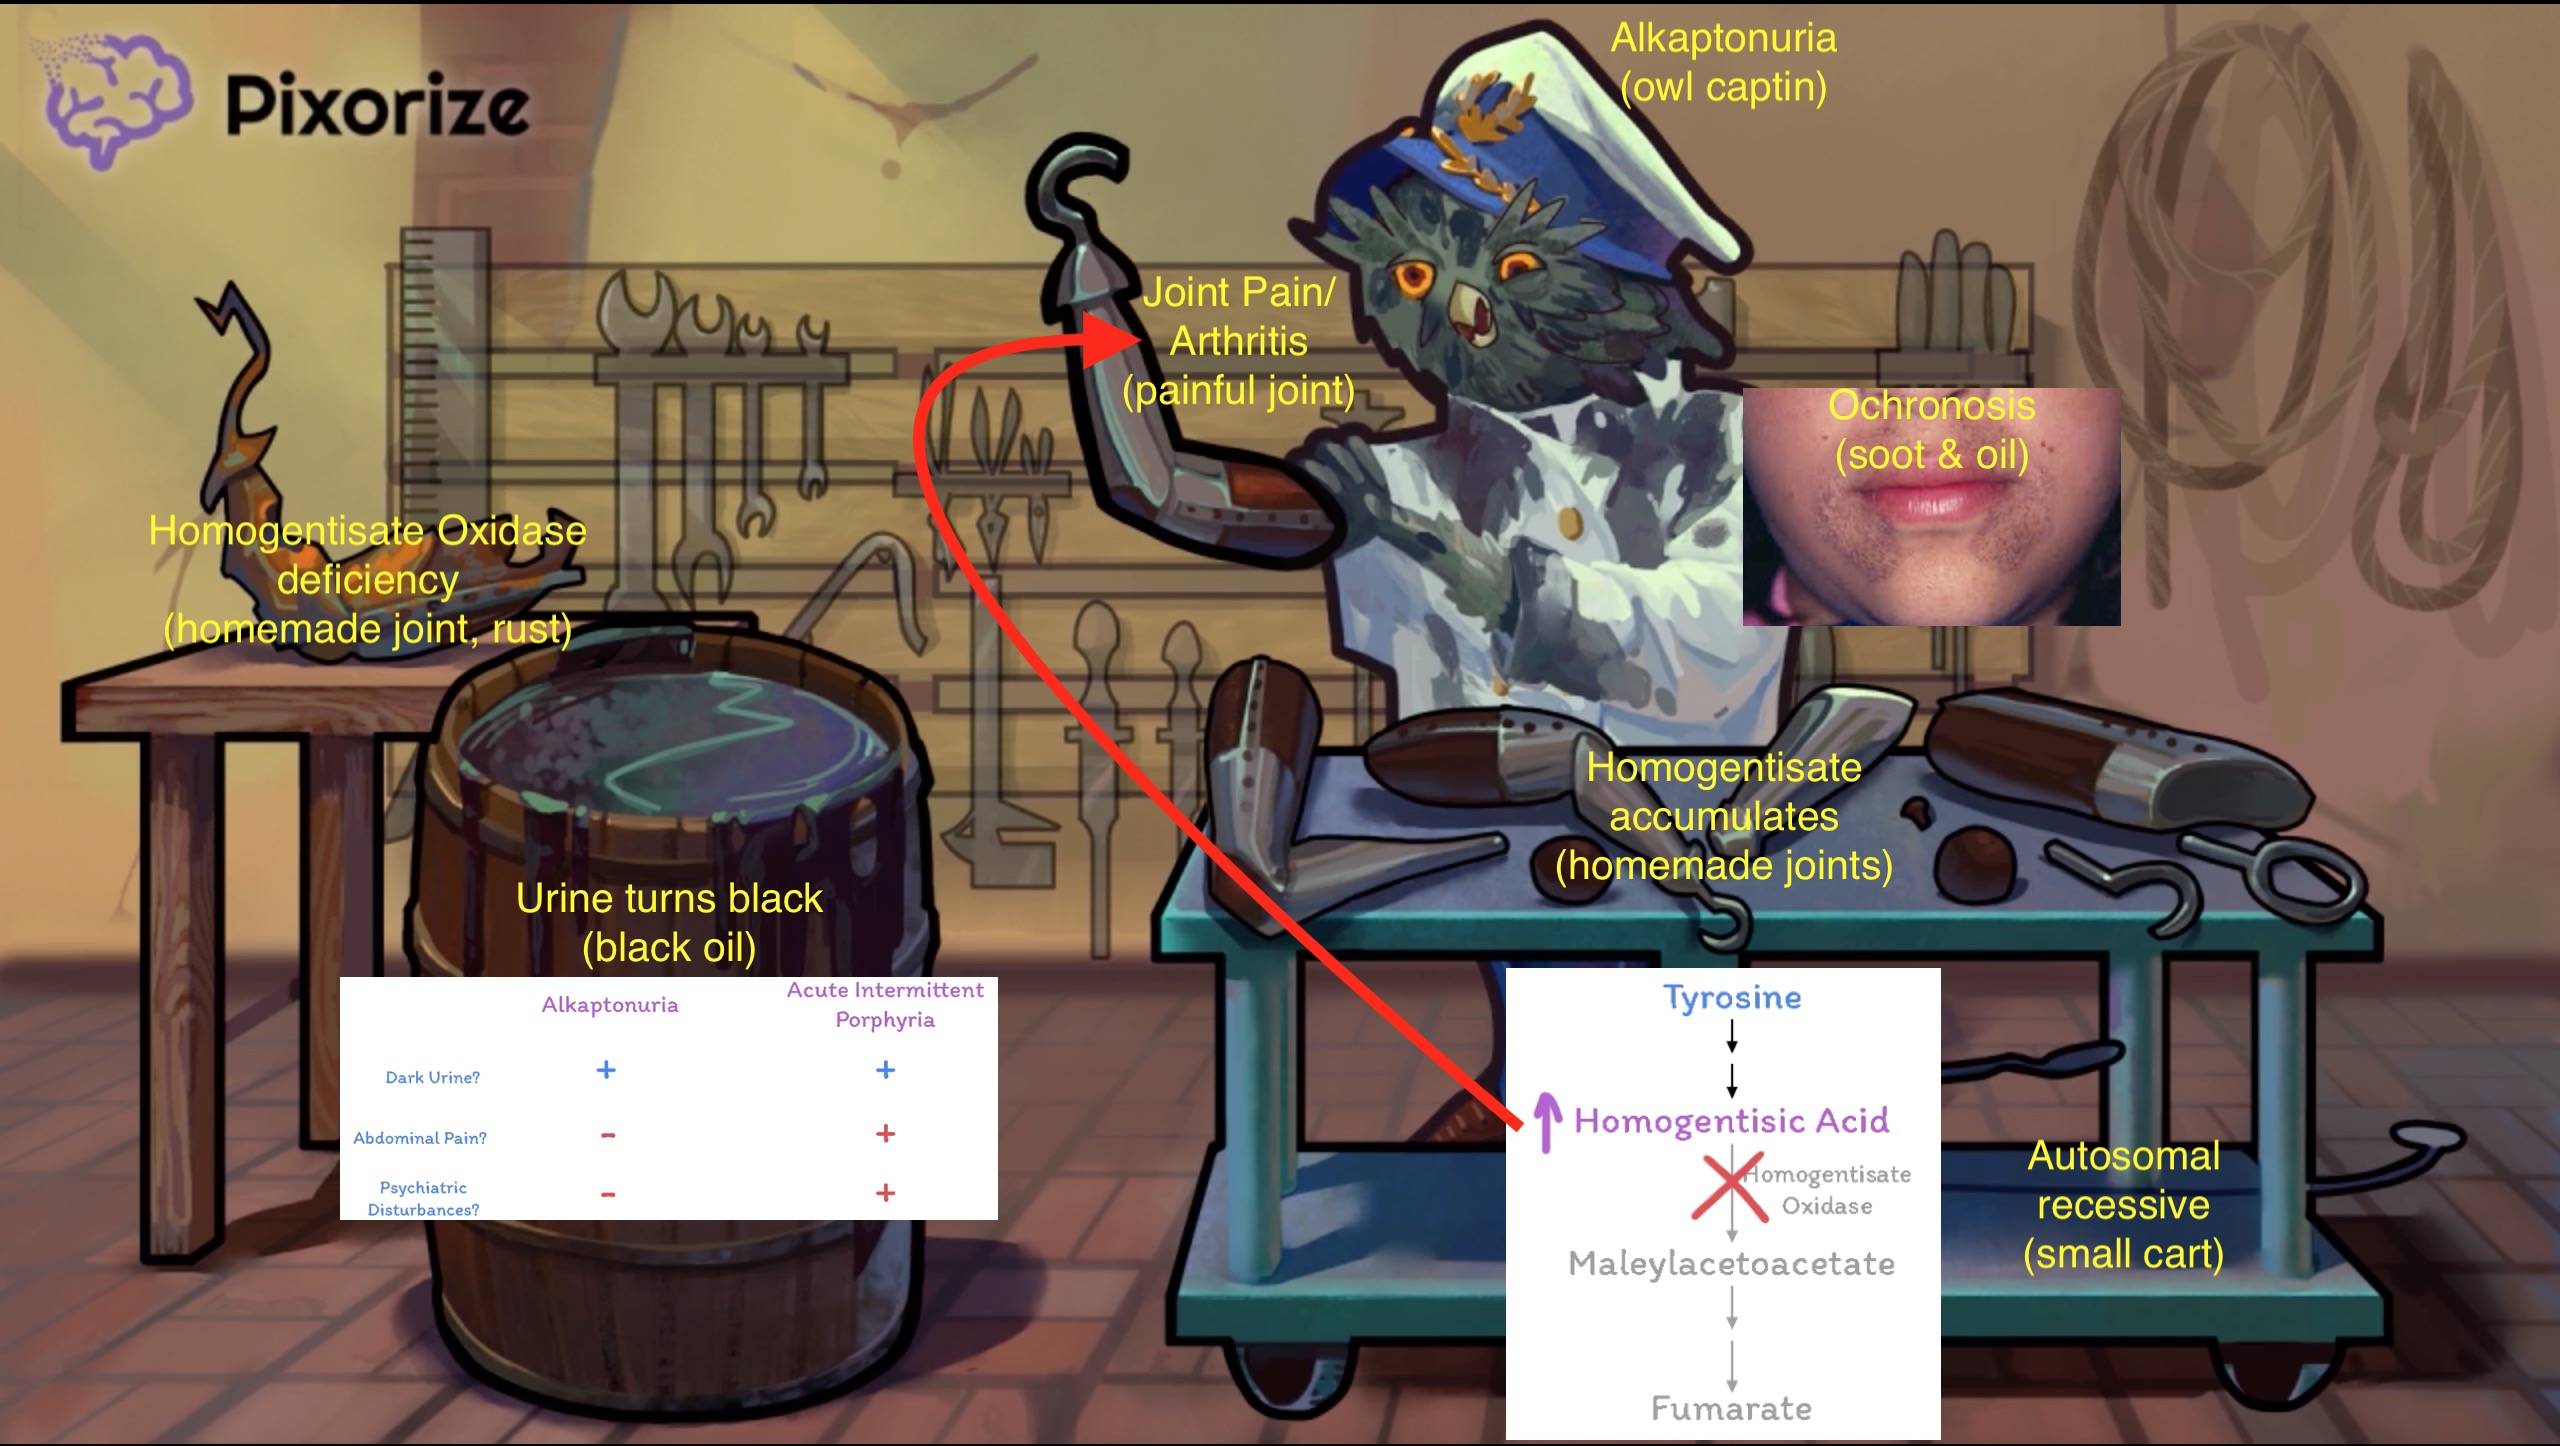 Pixorize
Alkaptonuria
(owl captin)
Joint Pain/
Arthritis
(painful joint)
Ochronosis
(soot & oil)
Homogentisate Oxidase
deficiency
(homemade joint, rust)
Homogentisate
accumulates
(homemade joints)
Urine turns black
(black oil)
Alkaptonuria
Acute Intermittent
Porphyria
Dark Urine? + +
Abdominal Pain? - +
Psychiatric
Disturbances? - +
Tyrosine
Homogentisic Acid
Homogentisate
Oxidase
Maleylacetoacetate
Fumarate
Autosomal
recessive
(small cart)